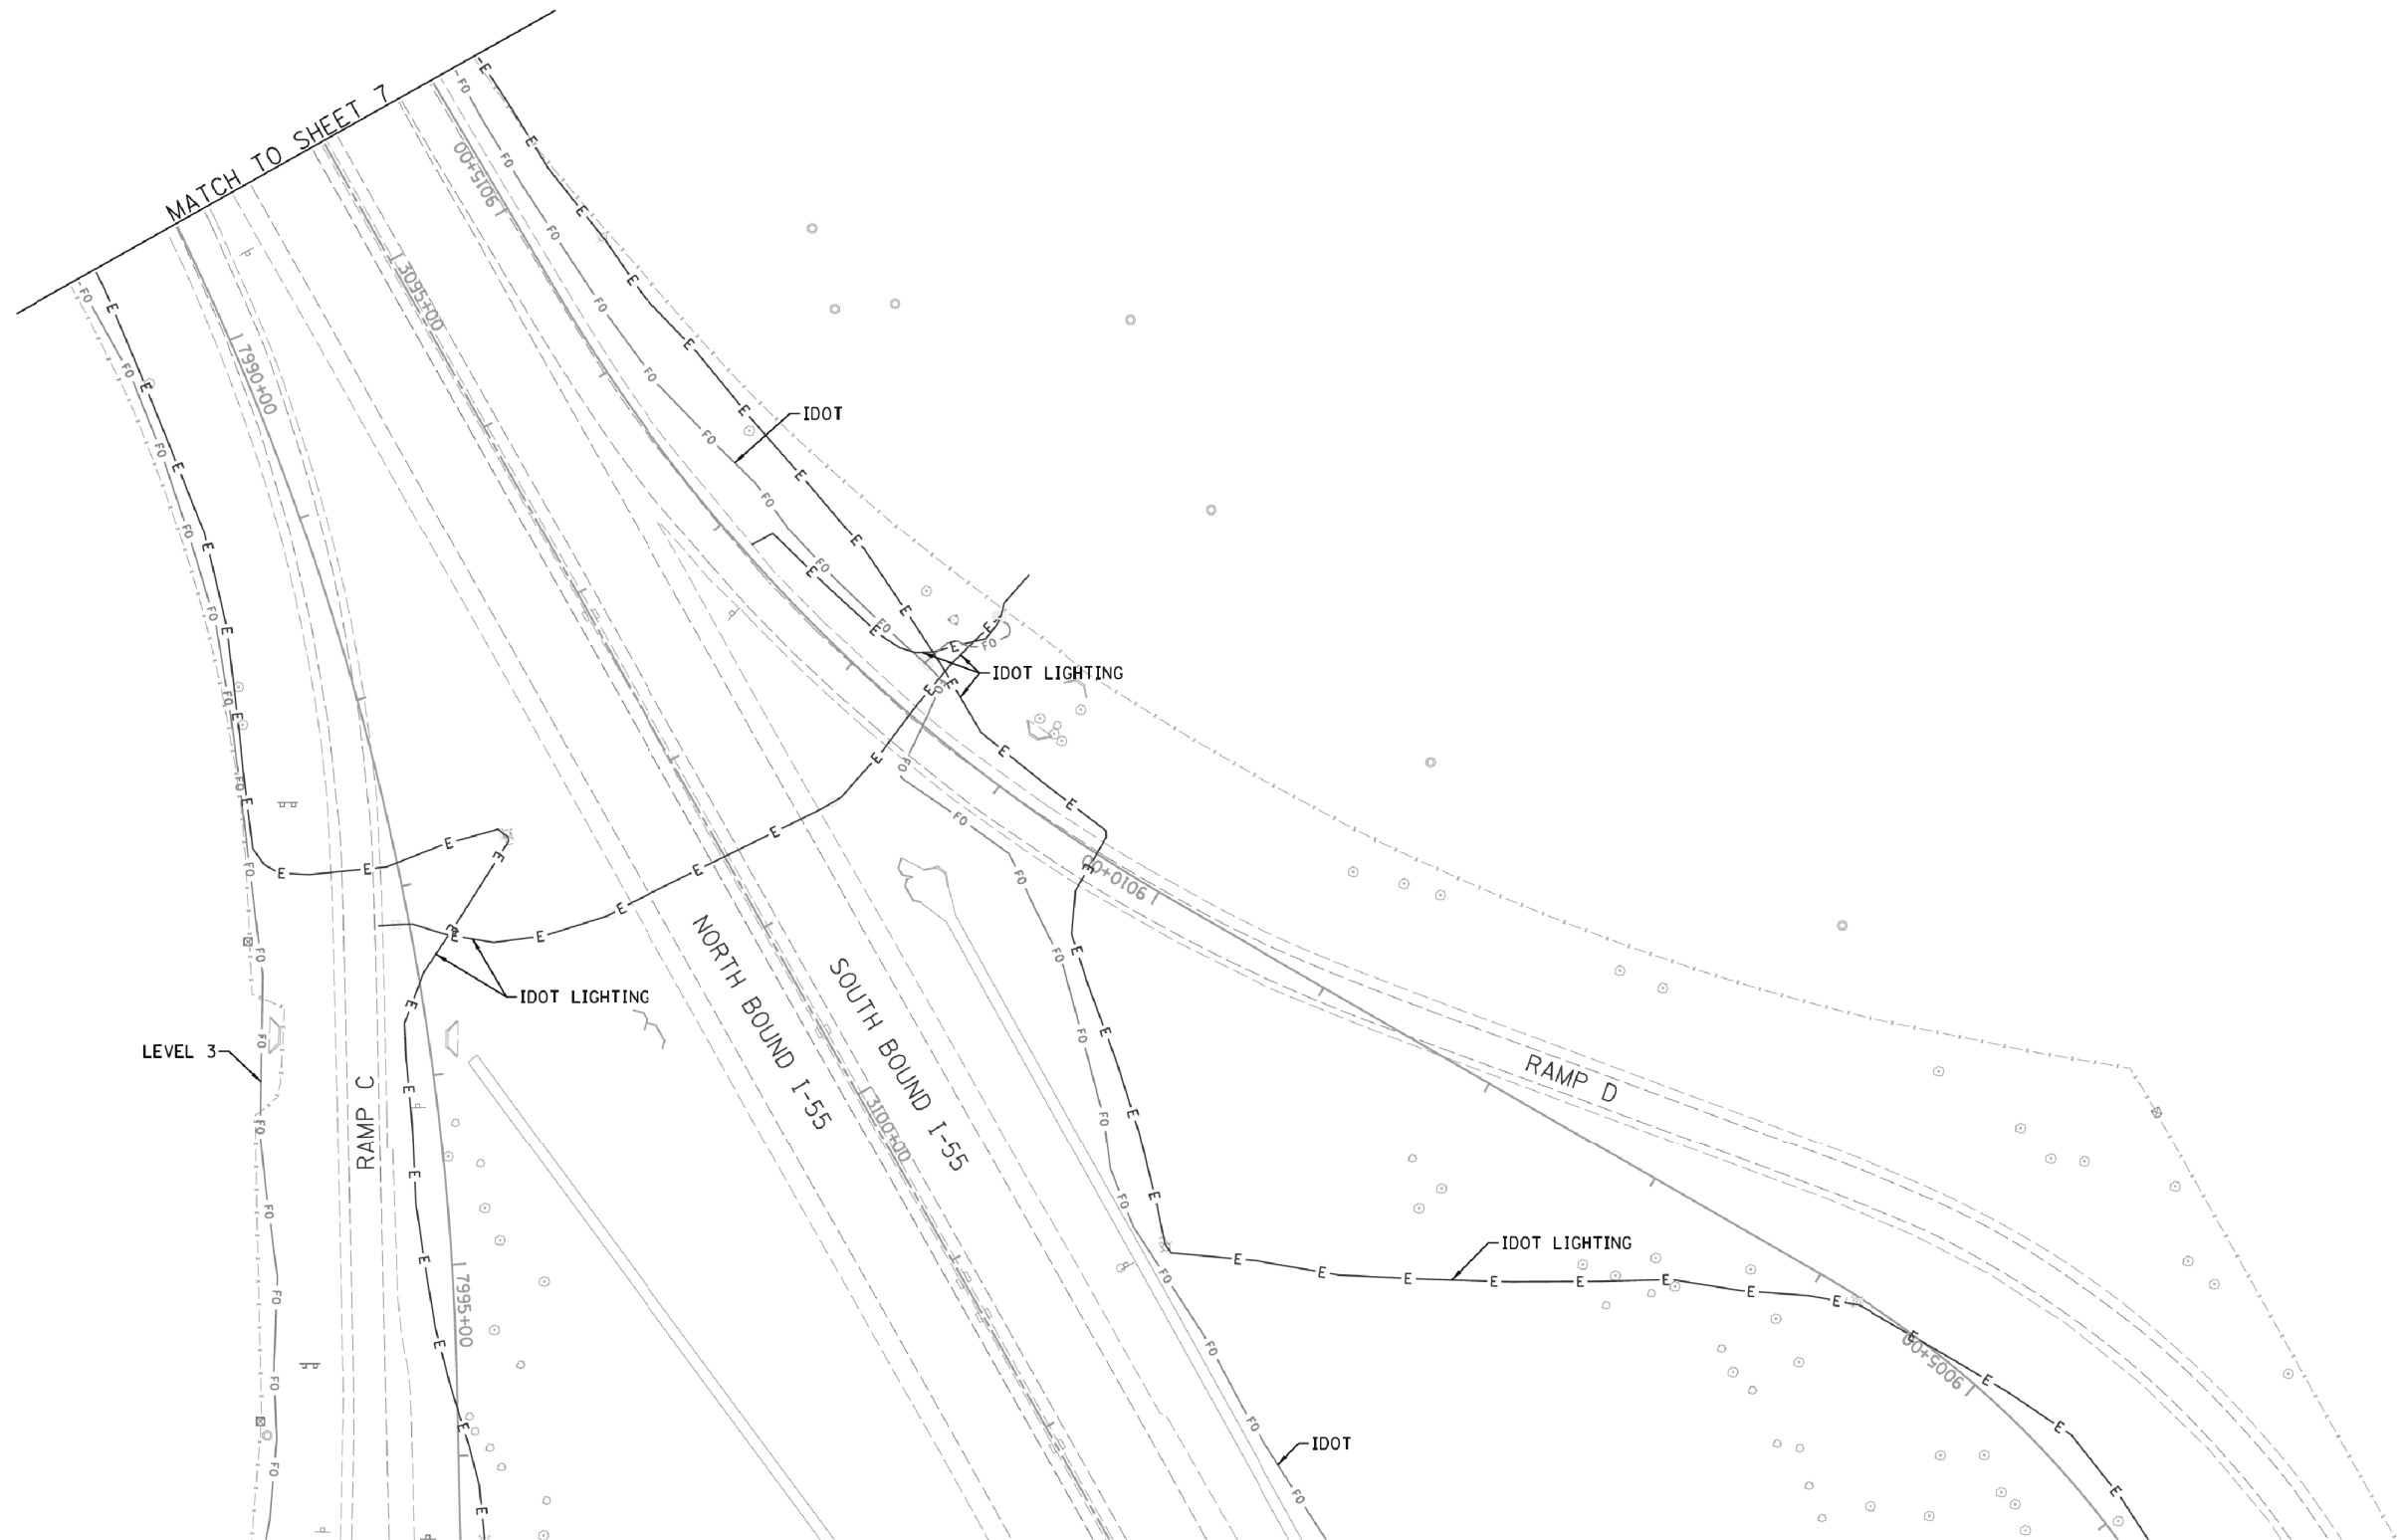 MATCH TO SHEET 7
9015+00
3095+00
7990+00
IDOT
IDOT LIGHTING
9010+00
NORTH BOUND I-55
SOUTH BOUND I-55
IDOT LIGHTING
LEVEL 3
RAMP C
RAMP D
3100+00
IDOT LIGHTING
7995+00
9005+00
IDOT
FO
E